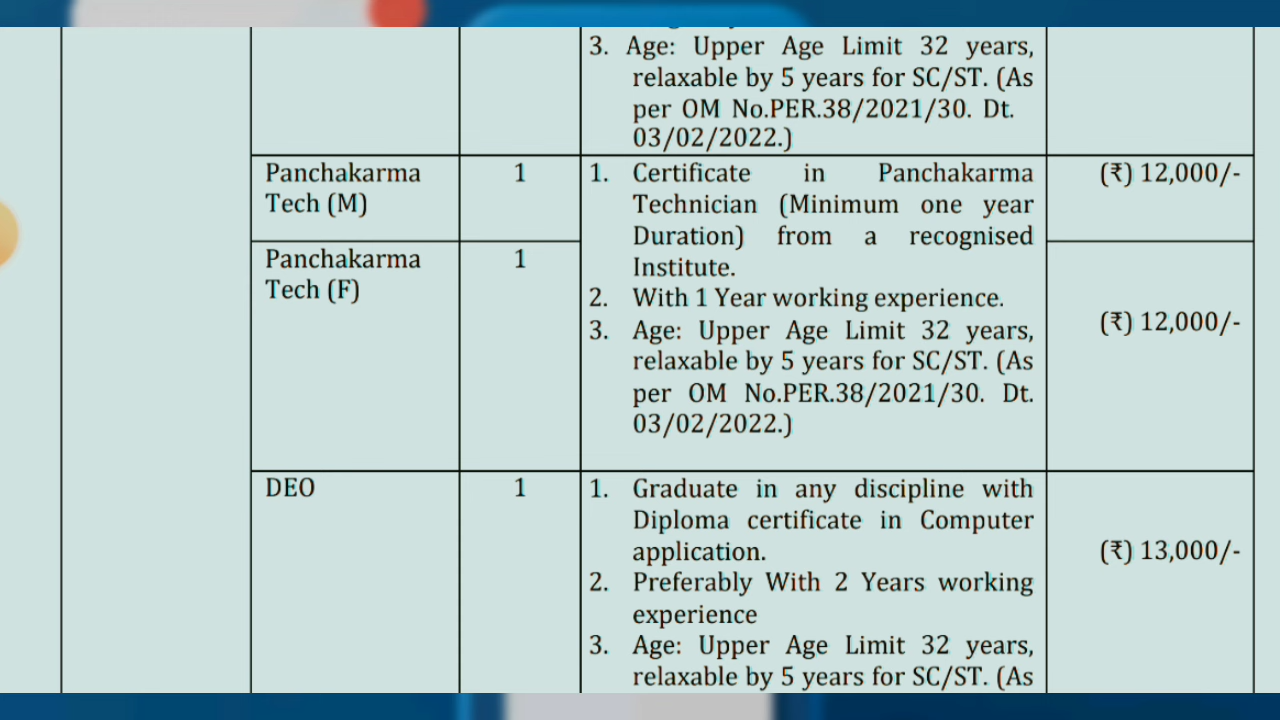 3. Age: Upper Age Limit 32 years,
relaxable by 5 years for SC/ST. (As
per OM No.PER.38/2021/30. Dt.
03/02/2022.)
Panchakarma
Tech (M)
1
1. Certificate in Panchakarma
Technician (Minimum one year
Duration) from a recognised
Institute.
2. With 1 Year working experience.
3. Age: Upper Age Limit 32 years,
relaxable by 5 years for SC/ST. (As
per OM No.PER.38/2021/30. Dt.
03/02/2022.)
(₹) 12,000/-
Panchakarma
Tech (F)
1
(₹) 12,000/-
DEO
1
1. Graduate in any discipline with
Diploma certificate in Computer
application.
2. Preferably With 2 Years working
experience
3. Age: Upper Age Limit 32 years,
relaxable by 5 years for SC/ST. (As
(₹) 13,000/-